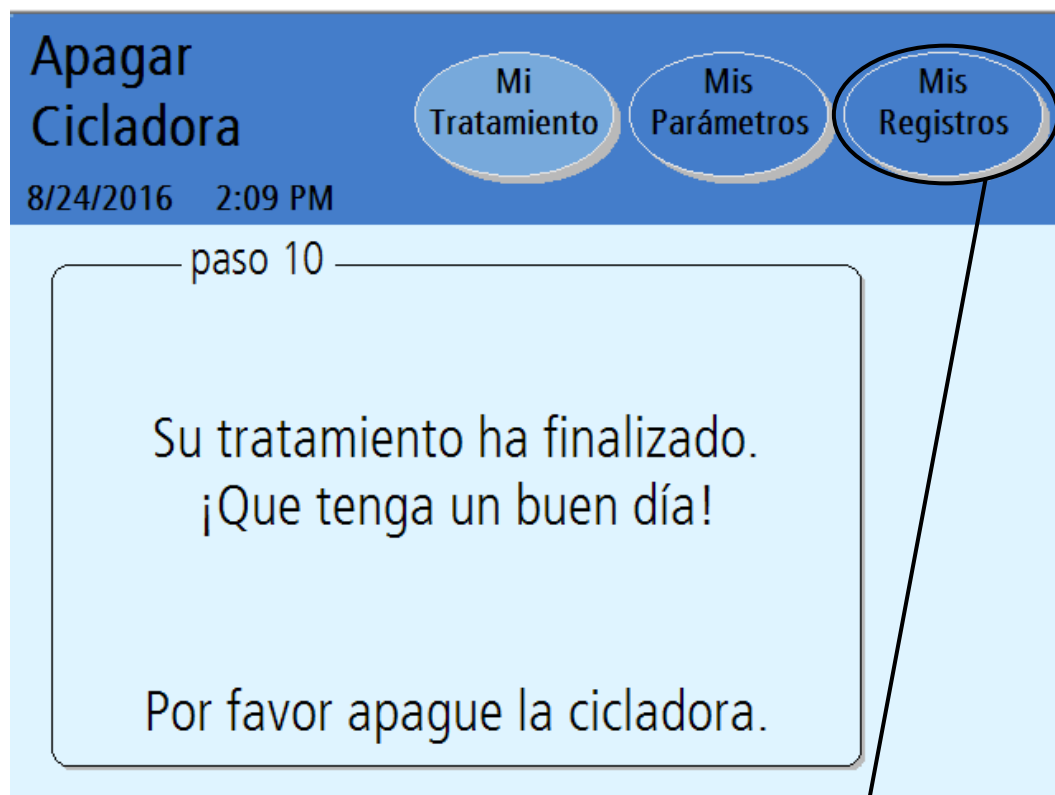 Apagar
Cicladora
Mi
Tratamiento
Mis
Parámetros
Mis
Registros
8/24/2016 2:09 PM
paso 10
Su tratamiento ha finalizado.
¡Que tenga un buen día!
Por favor apague la cicladora.